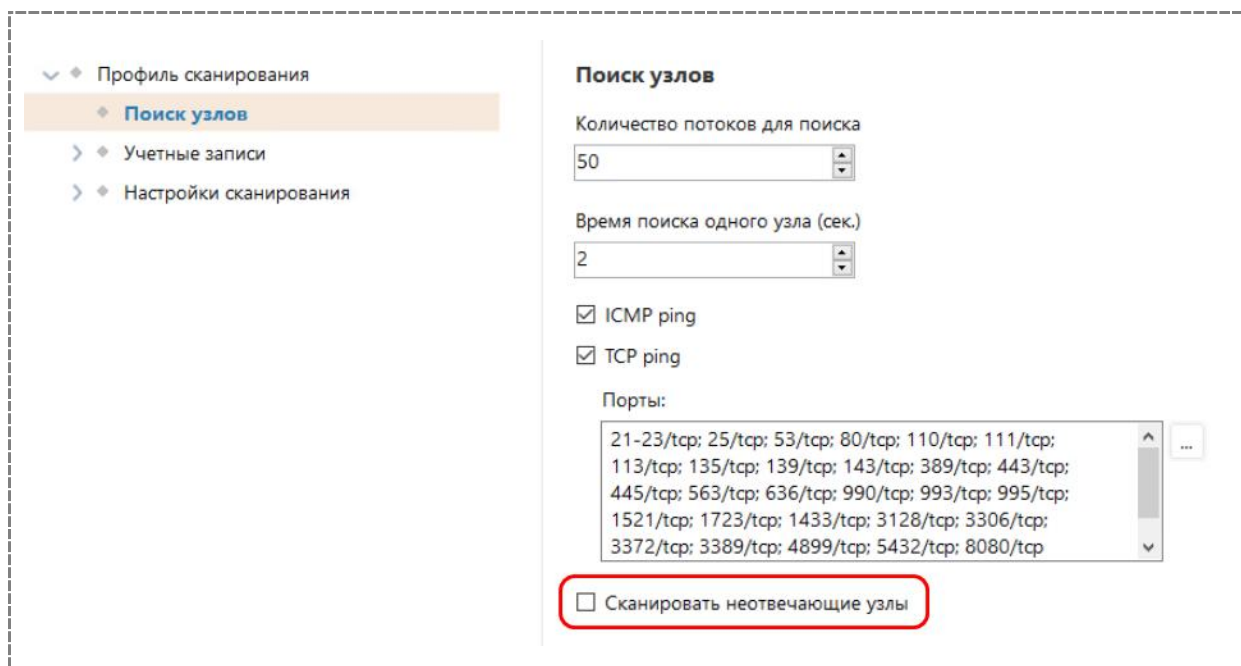 Профиль сканирования
Поиск узлов
Учетные записи
Настройки сканирования
Поиск узлов
Количество потоков для поиска
50
Время поиска одного узла (сек.)
2
ICMP ping
TCP ping
Порты:
21-23/tcp; 25/tcp; 53/tcp; 80/tcp; 110/tcp; 111/tcp;
113/tcp; 135/tcp; 139/tcp; 143/tcp; 389/tcp; 443/tcp;
445/tcp; 563/tcp; 636/tcp; 990/tcp; 993/tcp; 995/tcp;
1521/tcp; 1723/tcp; 1433/tcp; 3128/tcp; 3306/tcp;
3372/tcp; 3389/tcp; 4899/tcp; 5432/tcp; 8080/tcp
...
Сканировать неотвечающие узлы